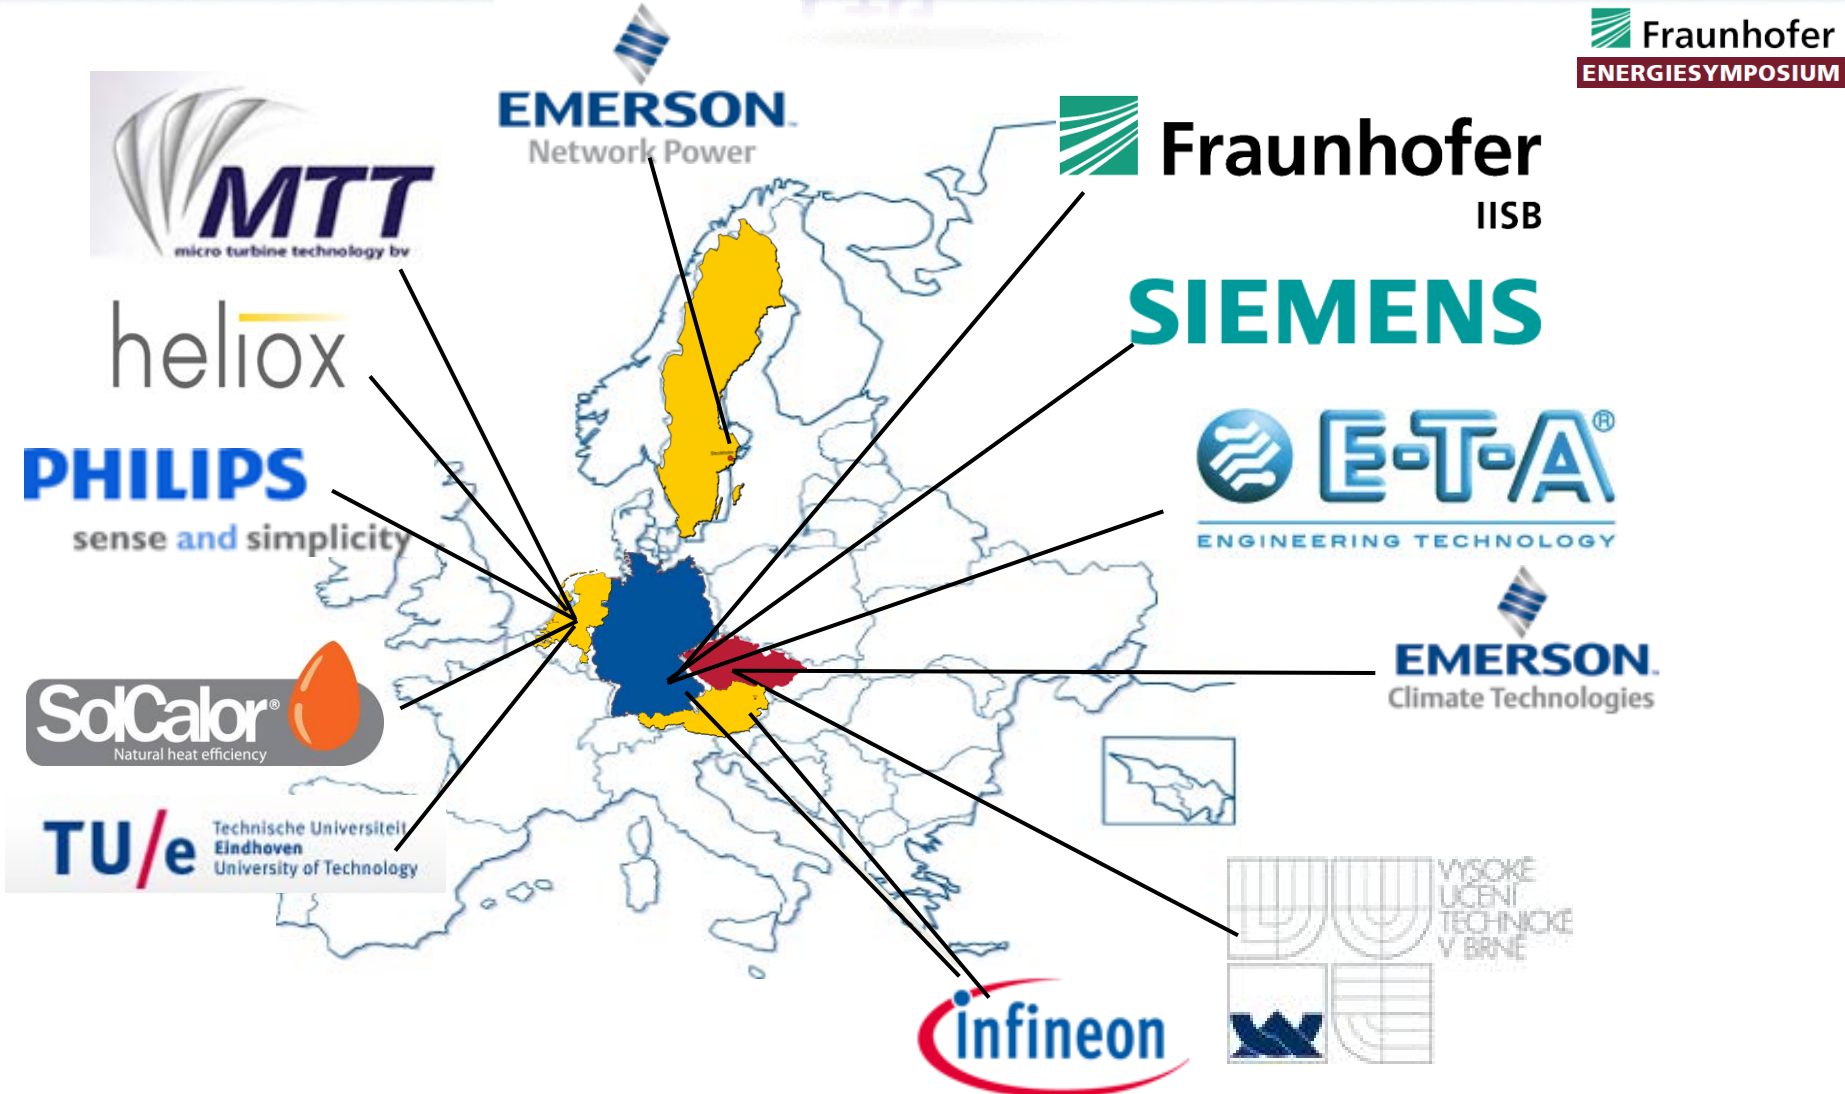 Fraunhofer
ENERGIESYMPOSIUM
EMERSON
Network Power
MTT
micro turbine technology bv
Fraunhofer
IISB
heliox
SIEMENS
E-T-A®
ENGINEERING TECHNOLOGY
PHILIPS
sense and simplicity
Stockholm
EMERSON
Climate Technologies
SolCalor®
Natural heat efficiency
TU/e
Technische Universiteit
Eindhoven
University of Technology
VYSOKÉ
UČENÍ
TECHNICKÉ
V BRNĚ
infineon